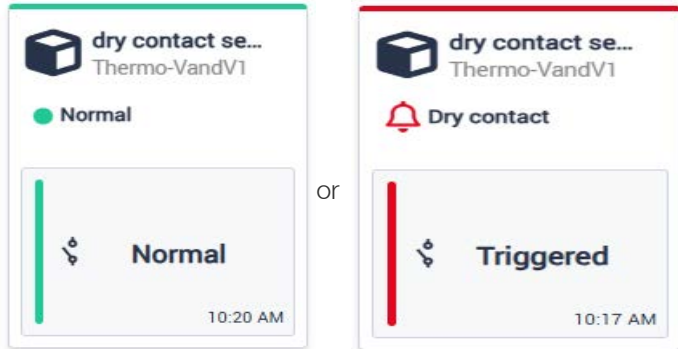 dry contact se...
Thermo-VandV1
Normal
Normal
10:20 AM
or
dry contact se...
Thermo-VandV1
Dry contact
Triggered
10:17 AM